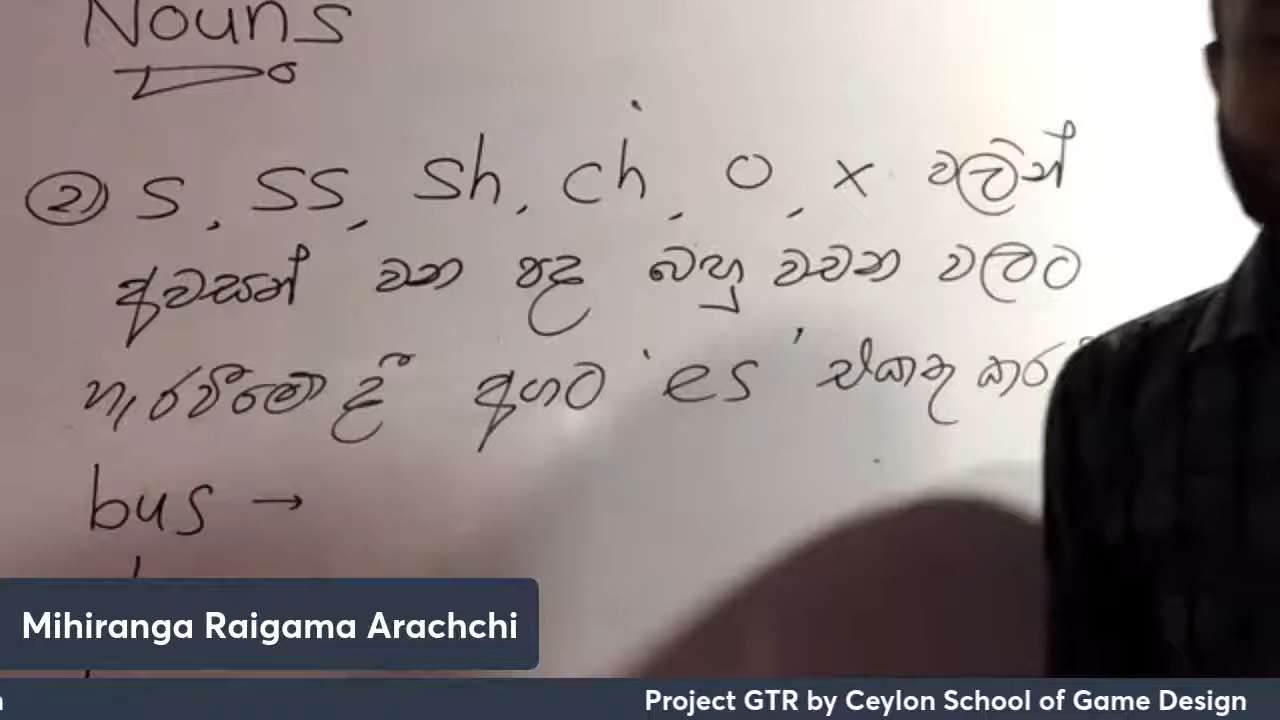 Nouns
② s, ss, sh, ch, o, x වලින්
අවසන් වන පද බහු වචන වලට
හැරවීමේ දී අගට 'es' එකතු කර
bus →
Mihiranga Raigama Arachchi
Project GTR by Ceylon School of Game Design